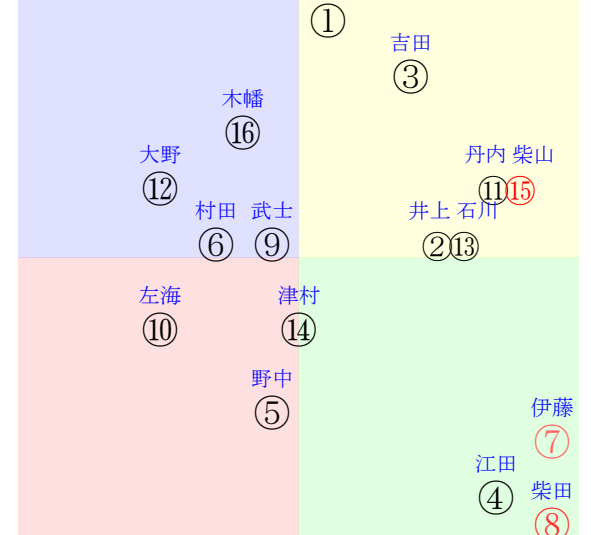 ①
吉田
③
木幡
⑯
大野
⑫
丹内 柴山
⑪⑮
村田 武士
⑥ ⑨
井上 石川
②⑬
左海
⑩
津村
⑭
野中
⑤
伊藤
⑦
江田
④
柴田
⑧